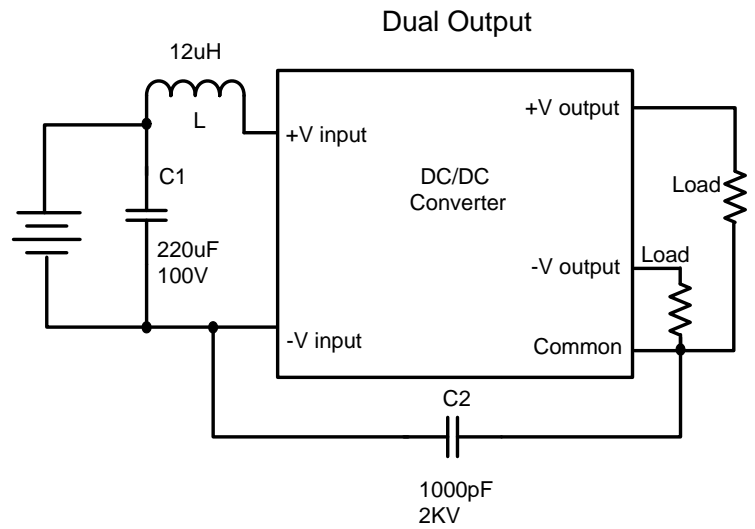 Dual Output
12uH
L
+V input
+V output
C1
DC/DC
Converter
Load
220uF
100V
Load
-V output
-V input
Common
C2
1000pF
2KV